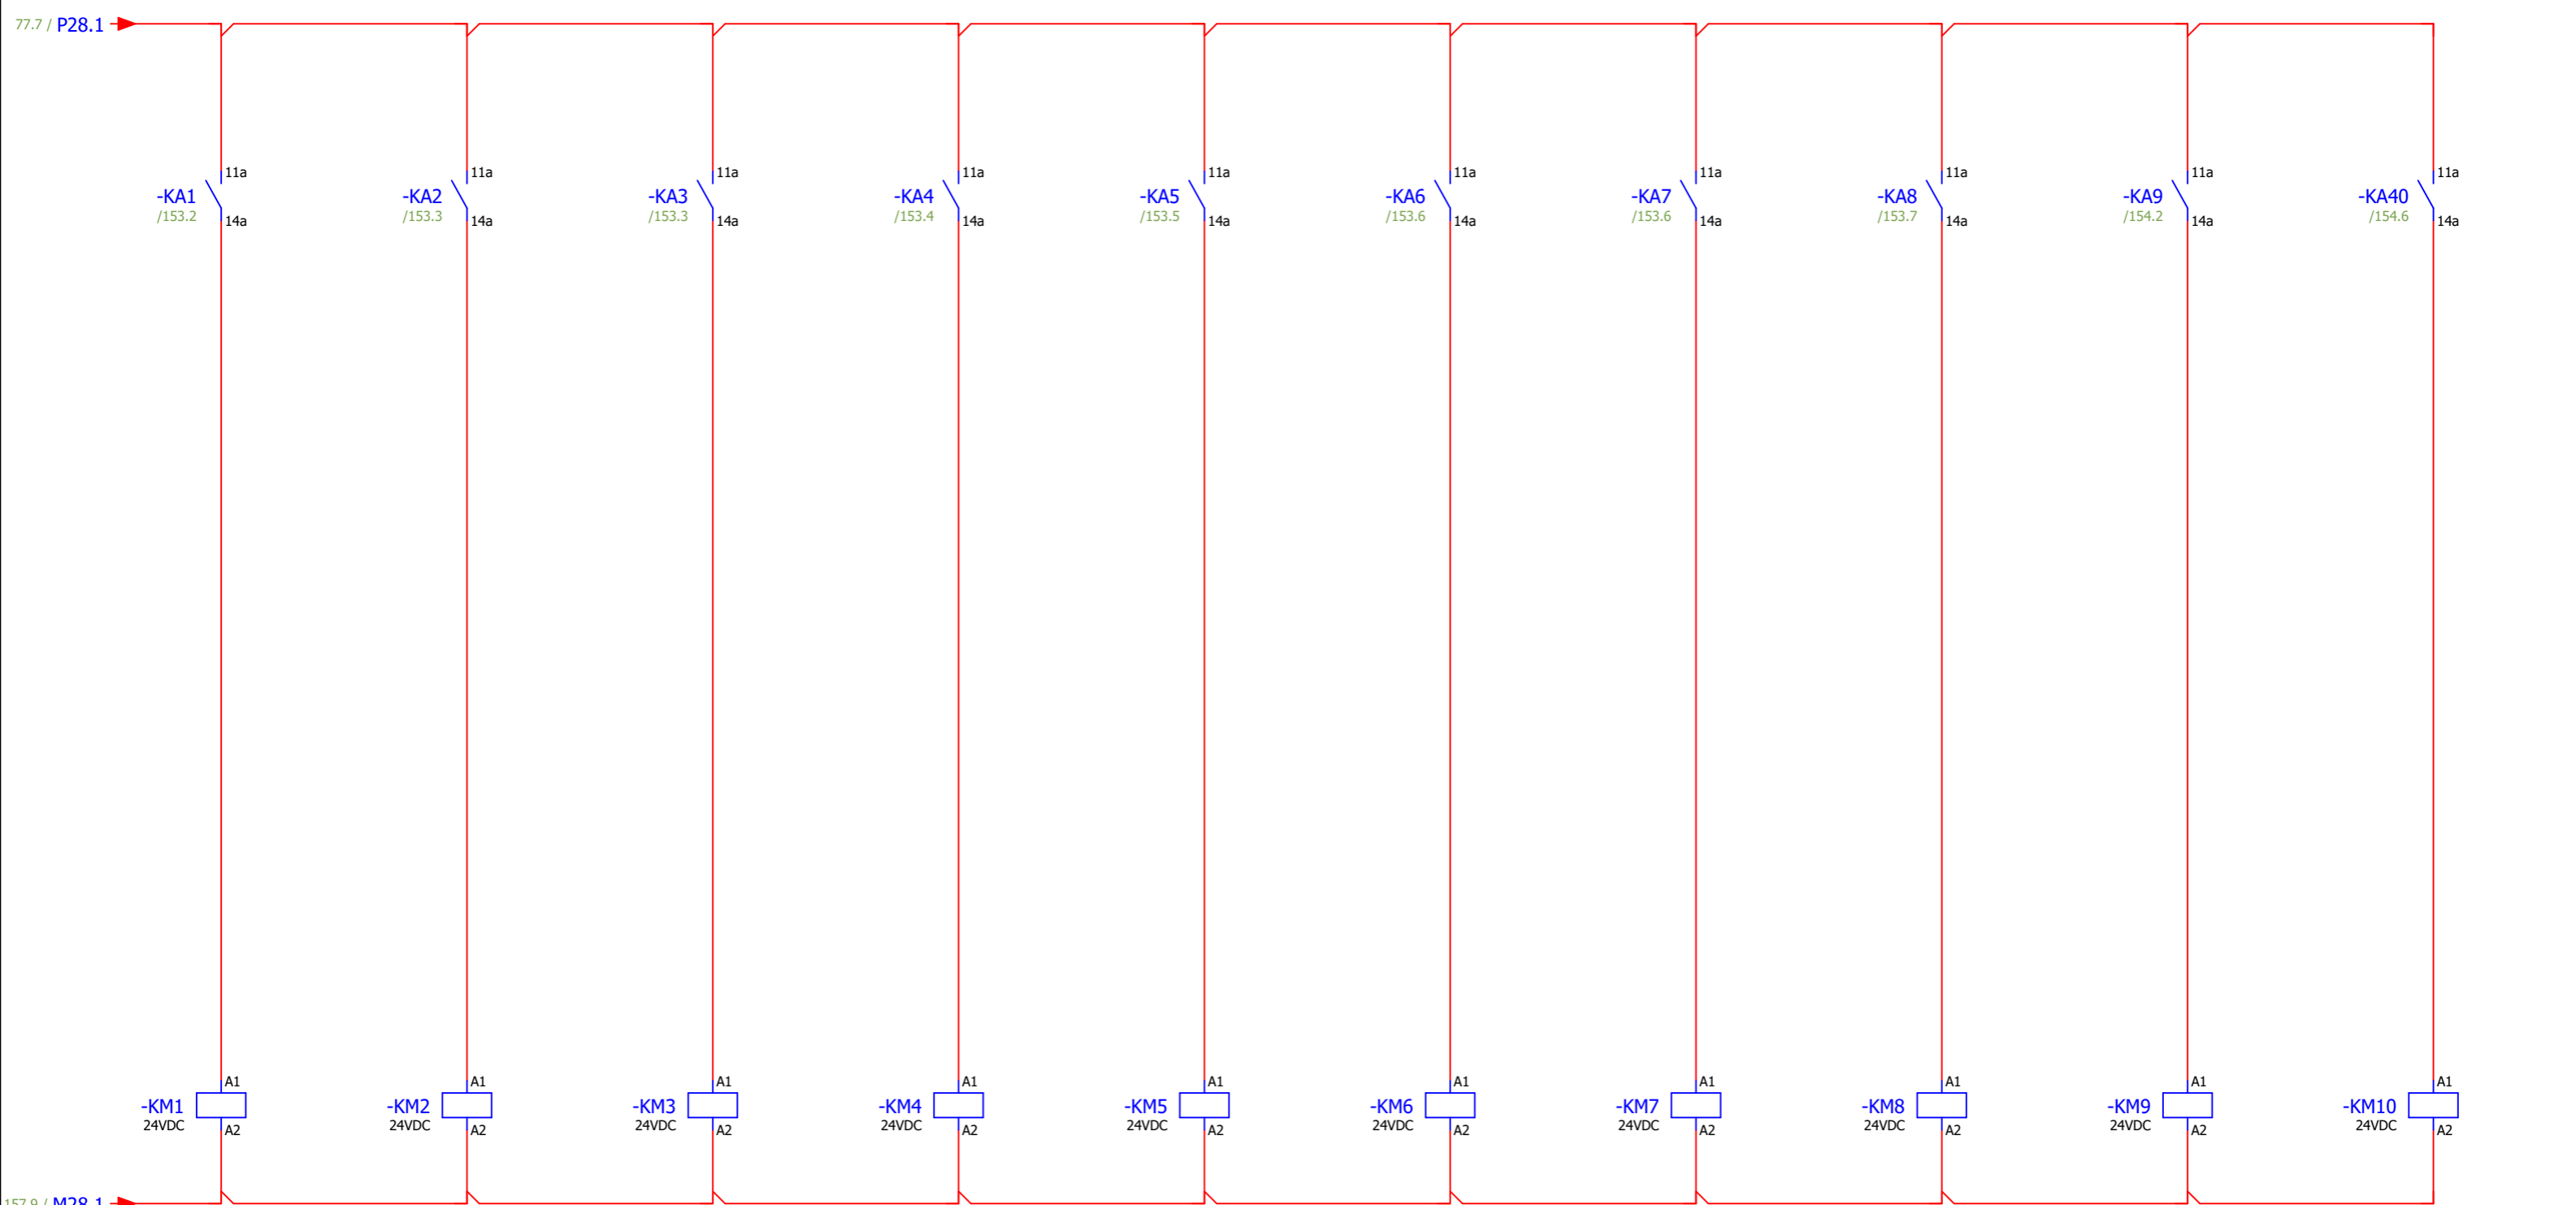 77.7 / P28.1
11a 11a 11a 11a 11a 11a 11a 11a 11a 11a
-KA1 -KA2 -KA3 -KA4 -KA5 -KA6 -KA7 -KA8 -KA9 -KA40
/153.2 /153.3 /153.3 /153.4 /153.5 /153.6 /153.6 /153.7 /154.2 /154.6
14a 14a 14a 14a 14a 14a 14a 14a 14a 14a
A1 A1 A1 A1 A1 A1 A1 A1 A1 A1
-KM1 -KM2 -KM3 -KM4 -KM5 -KM6 -KM7 -KM8 -KM9 -KM10
24VDC 24VDC 24VDC 24VDC 24VDC 24VDC 24VDC 24VDC 24VDC 24VDC
A2 A2 A2 A2 A2 A2 A2 A2 A2 A2
157.9 / M28.1